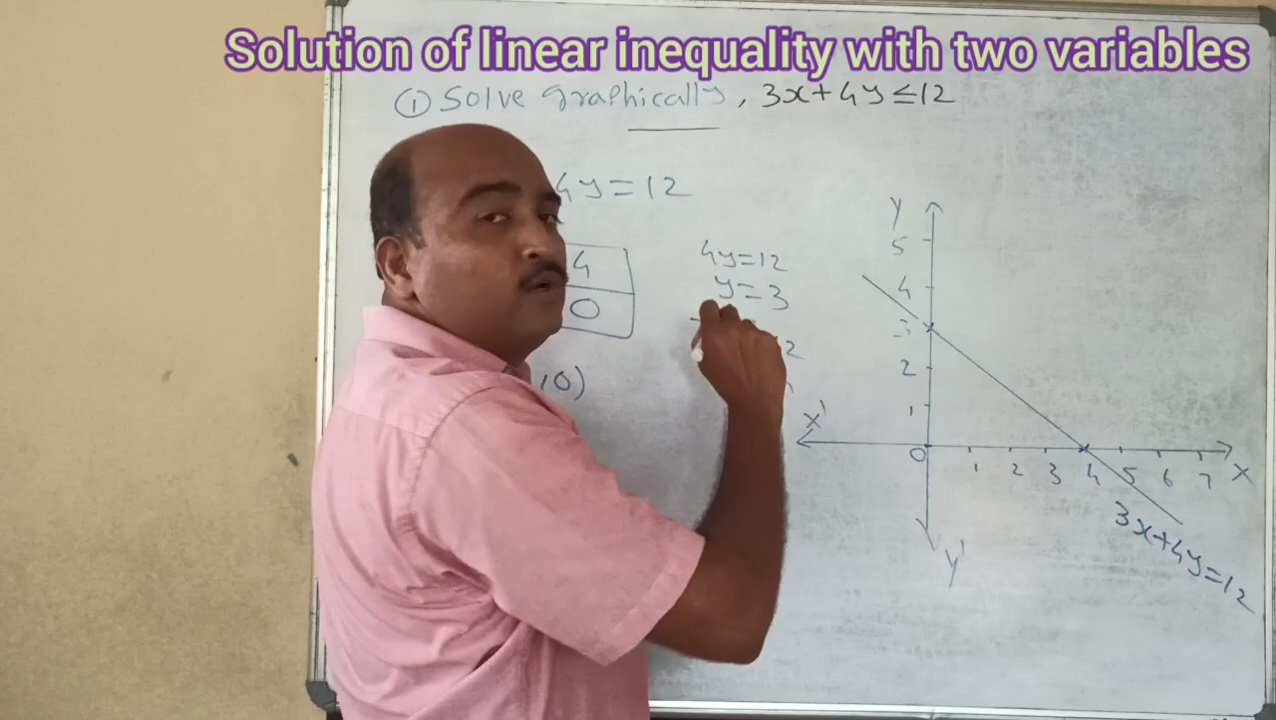 Solution of linear inequality with two variables
① Solve graphically, 3x+4y≤12
4y=12
4
0
,0)
4y=12
y=3
2
Y
5
4
3
2
1
X'
0
1 2 3 4 5 6 7 X
Y'
3x+4y=12